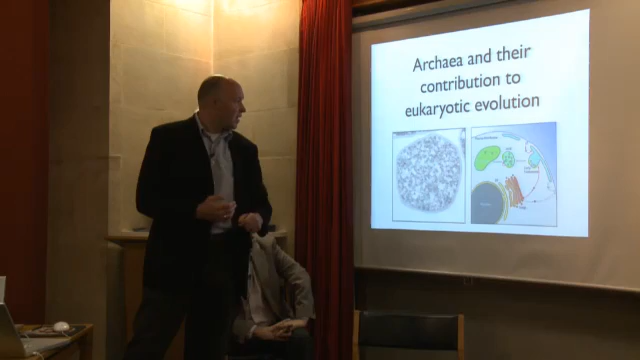 Archaea and their
contribution to
eukaryotic evolution